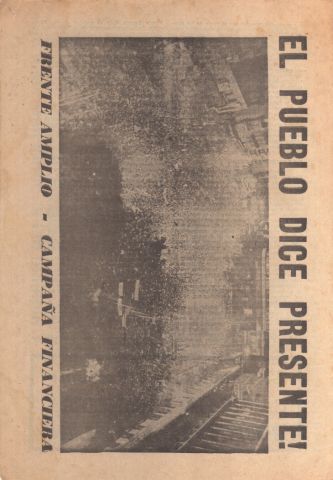 EL PUEBLO DICE PRESENTE!
FRENTE AMPLIO - CAMPAÑA FINANCIERA